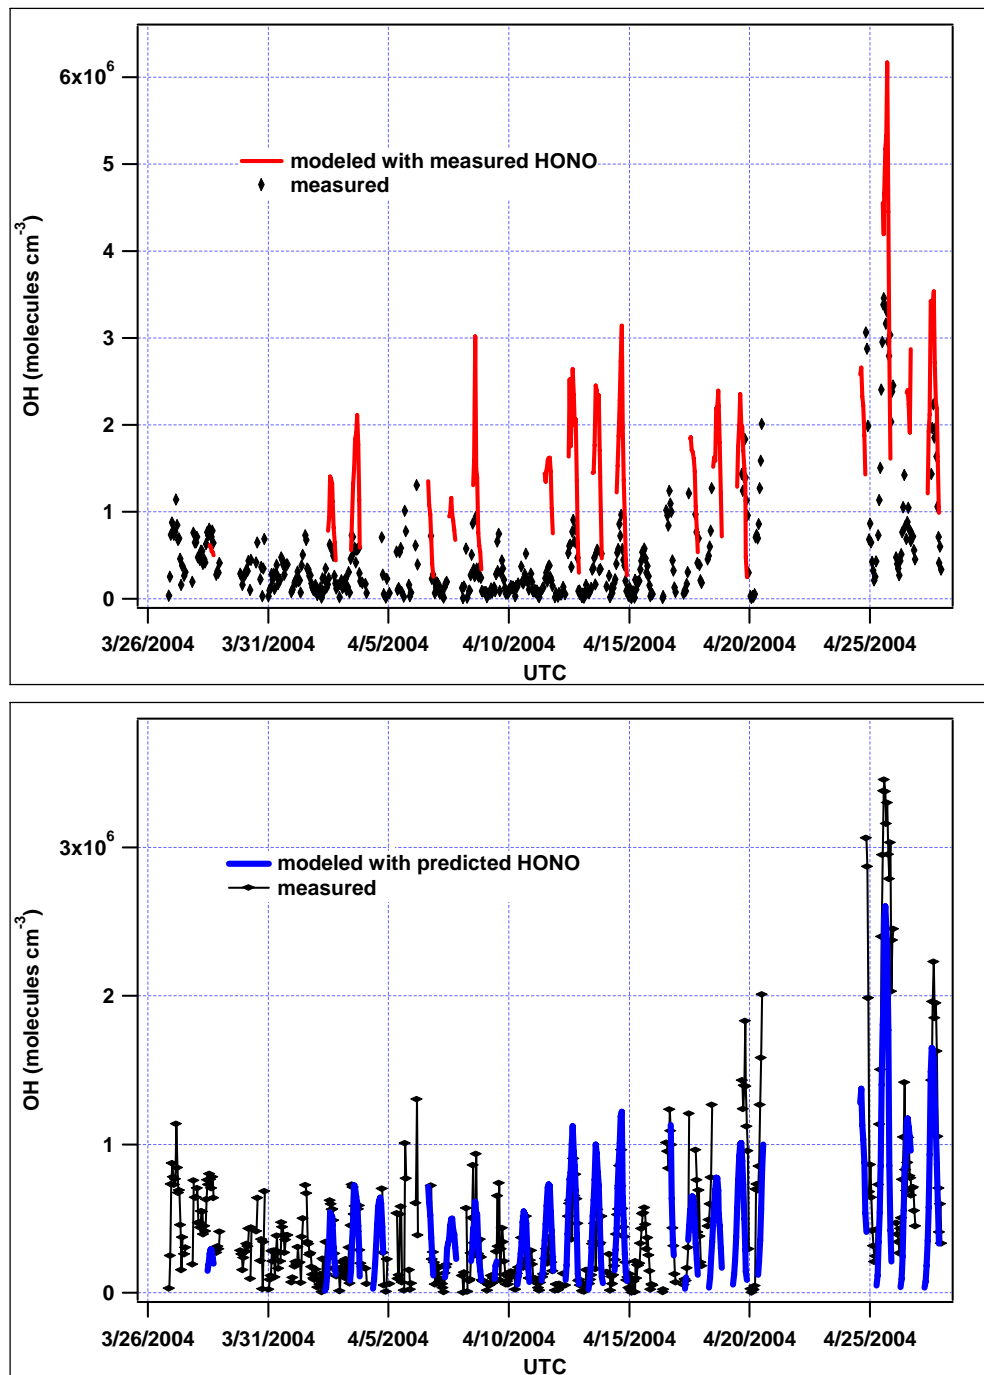 6x10^6
5
4
3
2
1
0
OH (molecules cm^-3)
modeled with measured HONO
measured
3/26/2004 3/31/2004 4/5/2004 4/10/2004 4/15/2004 4/20/2004 4/25/2004
UTC
3x10^6
2
1
0
OH (molecules cm^-3)
modeled with predicted HONO
measured
3/26/2004 3/31/2004 4/5/2004 4/10/2004 4/15/2004 4/20/2004 4/25/2004
UTC